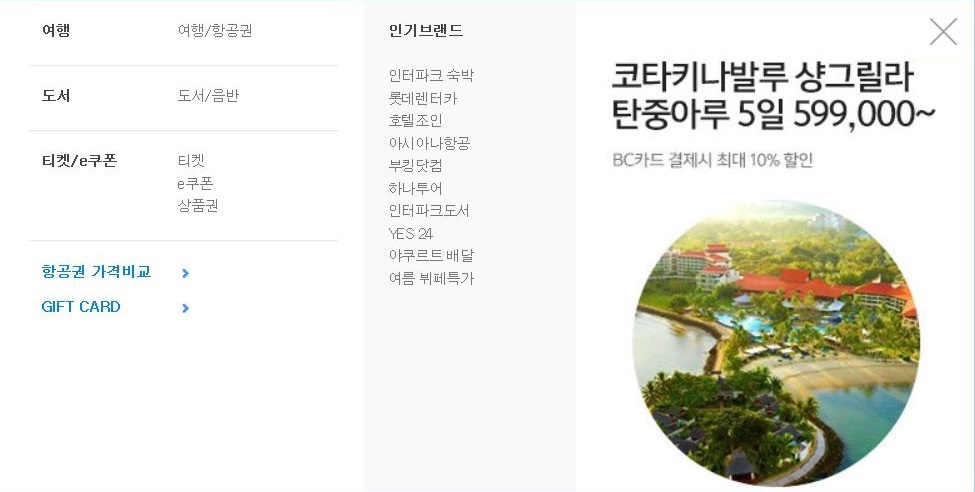 여행
여행/항공권
도서
도서/음반
티켓/e쿠폰
티켓
e쿠폰
상품권
항공권 가격비교
GIFT CARD
인기브랜드
인터파크 숙박
롯데렌터카
호텔조인
아시아나항공
부킹닷컴
하나투어
인터파크도서
YES 24
야쿠르트 배달
여름 뷔페특가
코타키나발루 샹그릴라
탄중아루 5일 599,000~
BC카드 결제시 최대 10% 할인